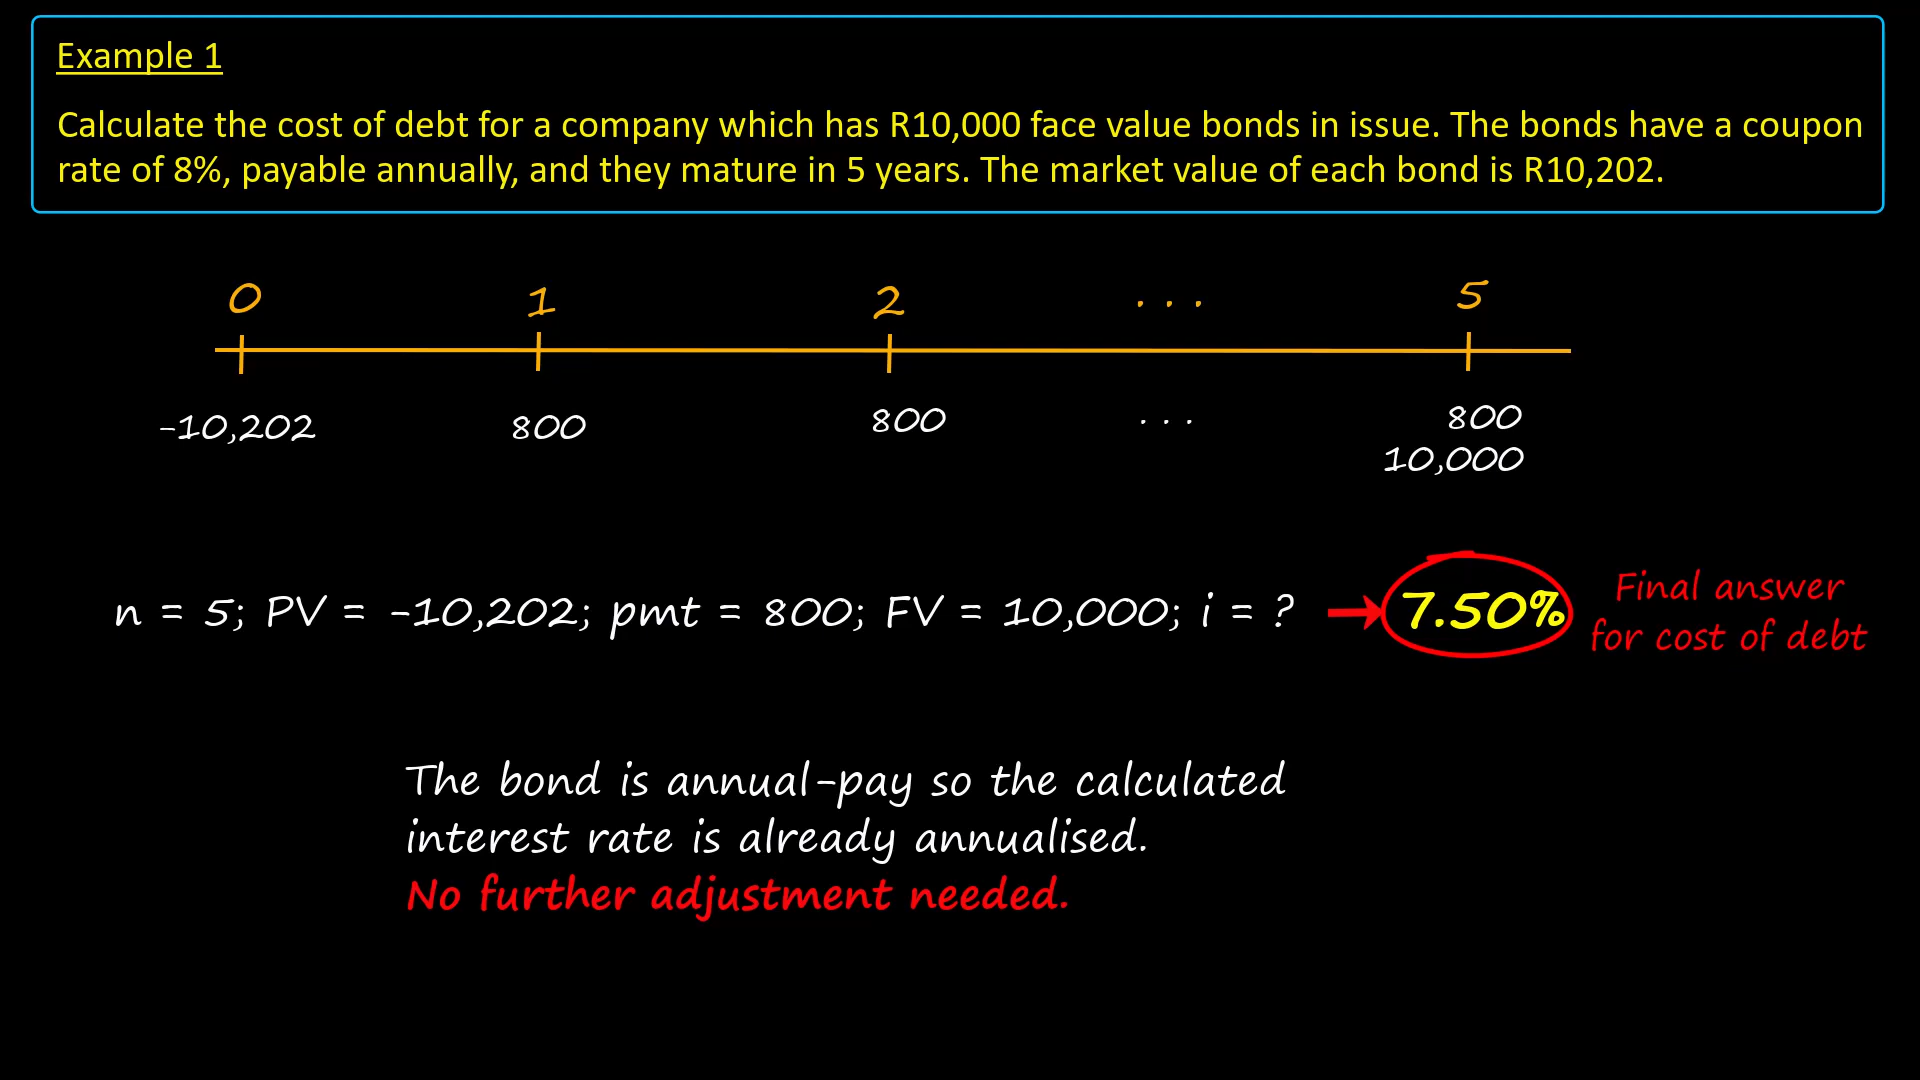 Example 1
Calculate the cost of debt for a company which has R10,000 face value bonds in issue. The bonds have a coupon
rate of 8%, payable annually, and they mature in 5 years. The market value of each bond is R10,202.
0 1 2 . . . 5
-10,202 800 800 . . . 800
10,000
n = 5; PV = -10,202; pmt = 800; FV = 10,000; i = ? 7.50%
Final answer
for cost of debt
The bond is annual-pay so the calculated
interest rate is already annualised.
No further adjustment needed.